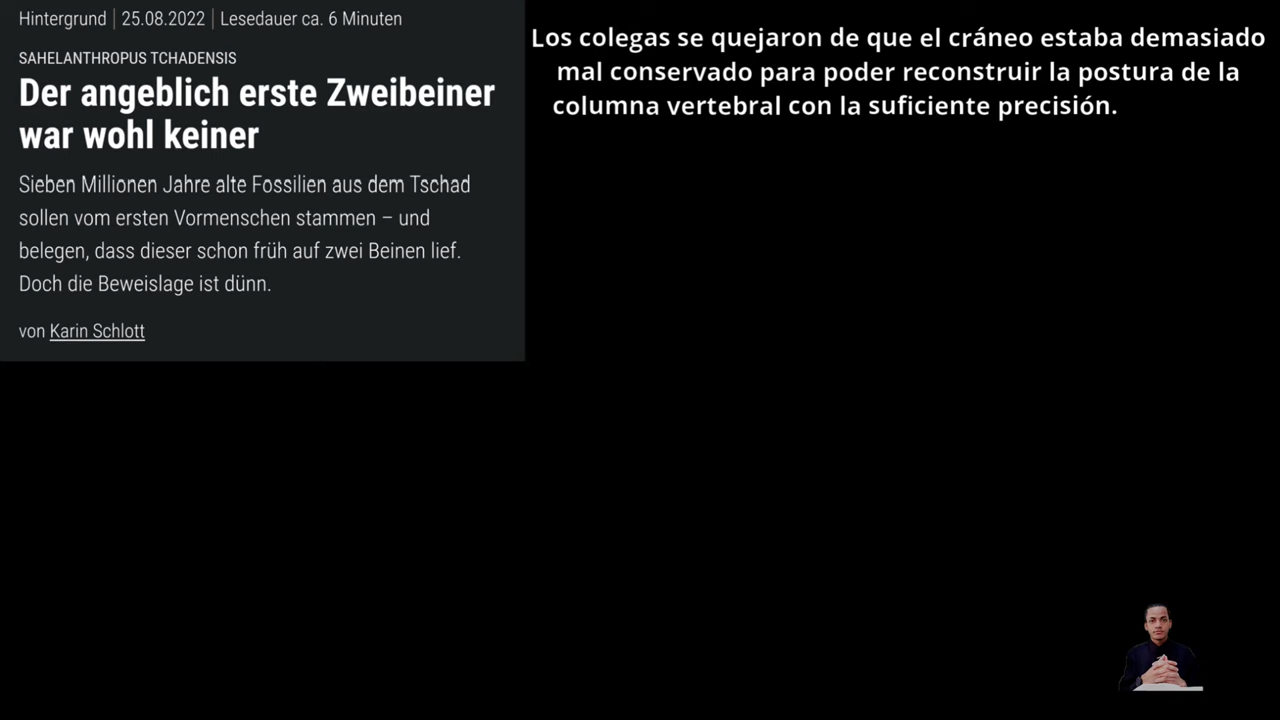 Hintergrund | 25.08.2022 | Lesedauer ca. 6 Minuten
SAHELANTHROPUS TCHADENSIS
Der angeblich erste Zweibeiner
war wohl keiner
Sieben Millionen Jahre alte Fossilien aus dem Tschad
sollen vom ersten Vormenschen stammen – und
belegen, dass dieser schon früh auf zwei Beinen lief.
Doch die Beweislage ist dünn.
von Karin Schlott
Los colegas se quejaron de que el cráneo estaba demasiado
mal conservado para poder reconstruir la postura de la
columna vertebral con la suficiente precisión.